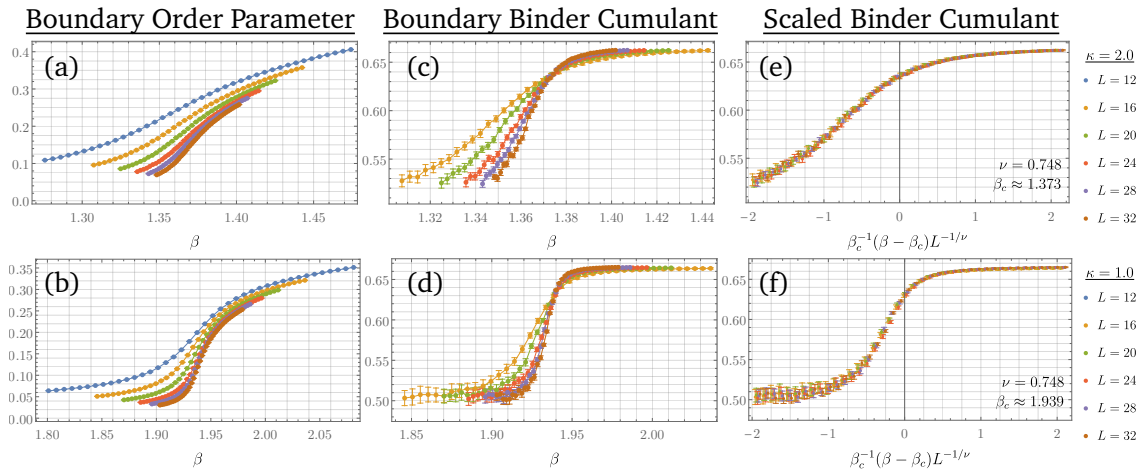 Boundary Order Parameter
Boundary Binder Cumulant
Scaled Binder Cumulant
(a)
0.4
0.3
0.2
0.1
0.0
1.30 1.35 1.40 1.45
β
(c)
0.65
0.60
0.55
1.32 1.34 1.36 1.38 1.40 1.42 1.44
β
(e)
0.65
0.60
0.55
ν = 0.748
β_c ≈ 1.373
−2 −1 0 1 2
β_c^{-1}(β − β_c)L^{-1/ν}
κ = 2.0
L = 12
L = 16
L = 20
L = 24
L = 28
L = 32
(b)
0.35
0.30
0.25
0.20
0.15
0.10
0.05
0.00
1.80 1.85 1.90 1.95 2.00 2.05
β
(d)
0.65
0.60
0.55
0.50
1.85 1.90 1.95 2.00
β
(f)
0.65
0.60
0.55
0.50
ν = 0.748
β_c ≈ 1.939
−2 −1 0 1 2
β_c^{-1}(β − β_c)L^{-1/ν}
κ = 1.0
L = 12
L = 16
L = 20
L = 24
L = 28
L = 32